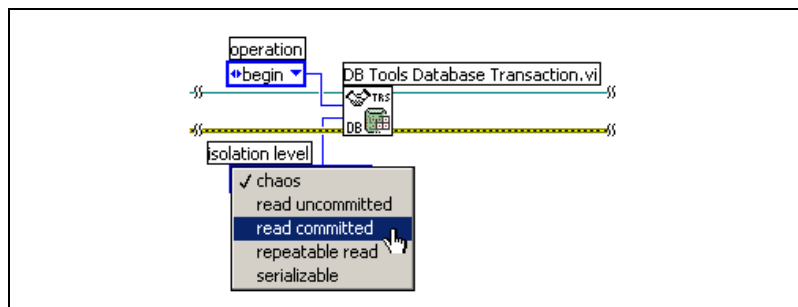 operation
begin
DB Tools Database Transaction.vi
TRS
DB
isolation level
✓ chaos
read uncommitted
read committed
repeatable read
serializable